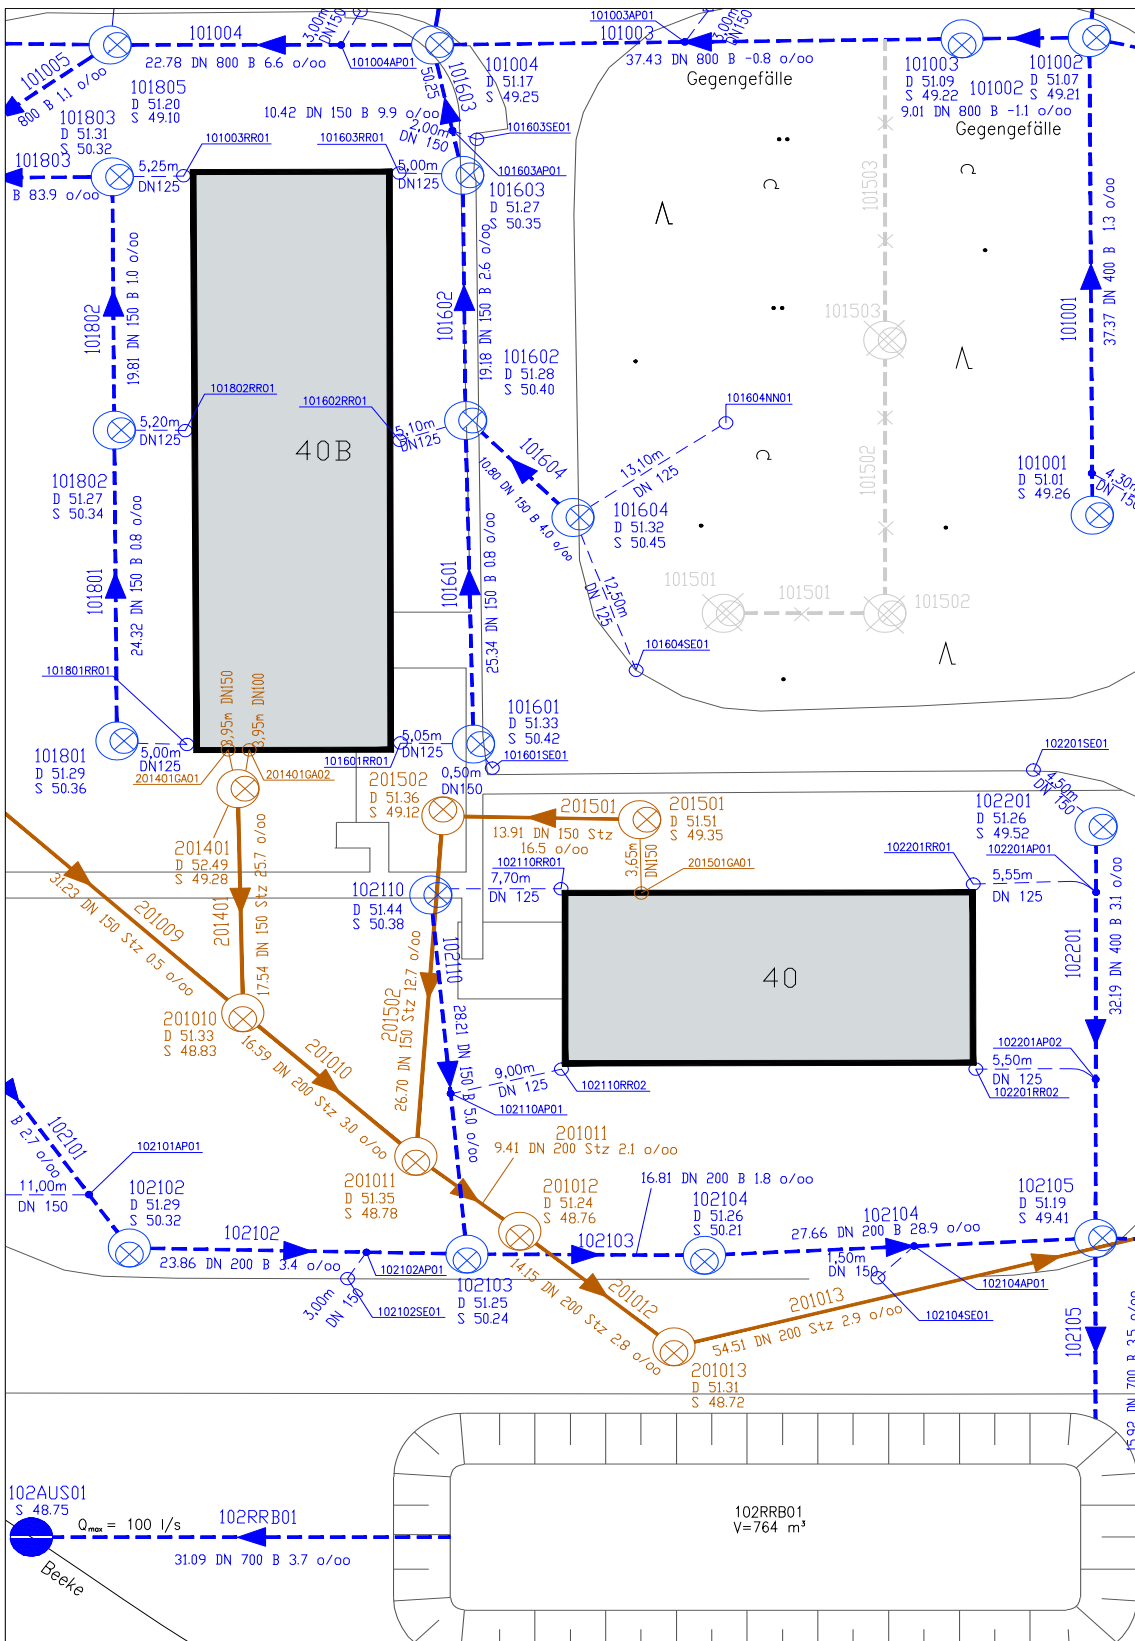 101005
800 B 1.1 o/oo
101004
22.78 DN 800 B 6.6 o/oo
3,00m
DN150
101004AP01
101805
D 51.20
S 49.10
50.25
101603
101004
D 51.17
S 49.25
101003AP01
3,00m
DN150
101003
37.43 DN 800 B -0.8 o/oo
Gegengefälle
101003
D 51.09
S 49.22
101002
9.01 DN 800 B -1.1 o/oo
Gegengefälle
101002
D 51.07
S 49.21
101803
D 51.31
S 50.32
101803
B 83.9 o/oo
101003RR01
5,25m
DN125
10.42 DN 150 B 9.9 o/oo
2,00m
DN 150
101603RR01
5,00m
DN125
101603SE01
101603AP01
101603
D 51.27
S 50.35
101802
19.81 DN 150 B 1.0 o/oo
101602
19.18 DN 150 B 2.6 o/oo
101602
D 51.28
S 50.40
101802RR01
5,20m
DN125
101602RR01
5,10m
DN125
40B
101802
D 51.27
S 50.34
101604
10.80 DN 150 B 4.0 o/oo
101604NN01
13,10m
DN 125
101604
D 51.32
S 50.45
12,50m
DN 125
101604SE01
101503
101503
101502
101501
101501
101502
101001
37.37 DN 400 B 1.3 o/oo
101001
D 51.01
S 49.26
4,30m
DN 150
101801
24.32 DN 150 B 0.8 o/oo
101601
25.34 DN 150 B 0.8 o/oo
101801RR01
5,00m
DN125
101801
D 51.29
S 50.36
3,95m DN150
3,95m DN100
201401GA01
201401GA02
101601RR01
5,05m
DN125
101601
D 51.33
S 50.42
0,50m
DN150
101601SE01
201502
D 51.36
S 49.12
201501
13.91 DN 150 Stz
16.5 o/oo
201501
D 51.51
S 49.35
3,65m
DN150
201501GA01
102201SE01
4,50m
DN 150
102201
D 51.26
S 49.52
102201AP01
102201RR01
5,55m
DN 125
102110RR01
7,70m
DN 125
102110
D 51.44
S 50.38
201401
D 52.49
S 49.28
201401
17.54 DN 150 Stz 25.7 o/oo
201009
31.23 DN 150 Stz 0.5 o/oo
201010
D 51.33
S 48.83
201010
16.59 DN 200 Stz 3.0 o/oo
201502
26.70 DN 150 Stz 12.7 o/oo
102110
28.21 DN 150 B 5.0 o/oo
40
102201
32.19 DN 400 B 3.1 o/oo
9,00m
DN 125
102110RR02
102110AP01
102201AP02
5,50m
DN 125
102201RR02
102101
B 2.7 o/oo
102101AP01
11,00m
DN 150
102102
D 51.29
S 50.32
201011
D 51.35
S 48.78
201011
9.41 DN 200 Stz 2.1 o/oo
201012
D 51.24
S 48.76
16.81 DN 200 B 1.8 o/oo
102104
D 51.26
S 50.21
102105
D 51.19
S 49.41
102102
23.86 DN 200 B 3.4 o/oo
102102AP01
3,00m
DN 150
102102SE01
102103
D 51.25
S 50.24
102103
102104
27.66 DN 200 B 28.9 o/oo
1,50m
DN 150
102104AP01
102104SE01
201012
14.15 DN 200 Stz 2.8 o/oo
201013
54.51 DN 200 Stz 2.9 o/oo
201013
D 51.31
S 48.72
102105
15.92 DN 700 B 3.5 o/oo
102AUS01
S 48.75
Qmax = 100 l/s
102RRB01
31.09 DN 700 B 3.7 o/oo
Beeke
102RRB01
V=764 m³